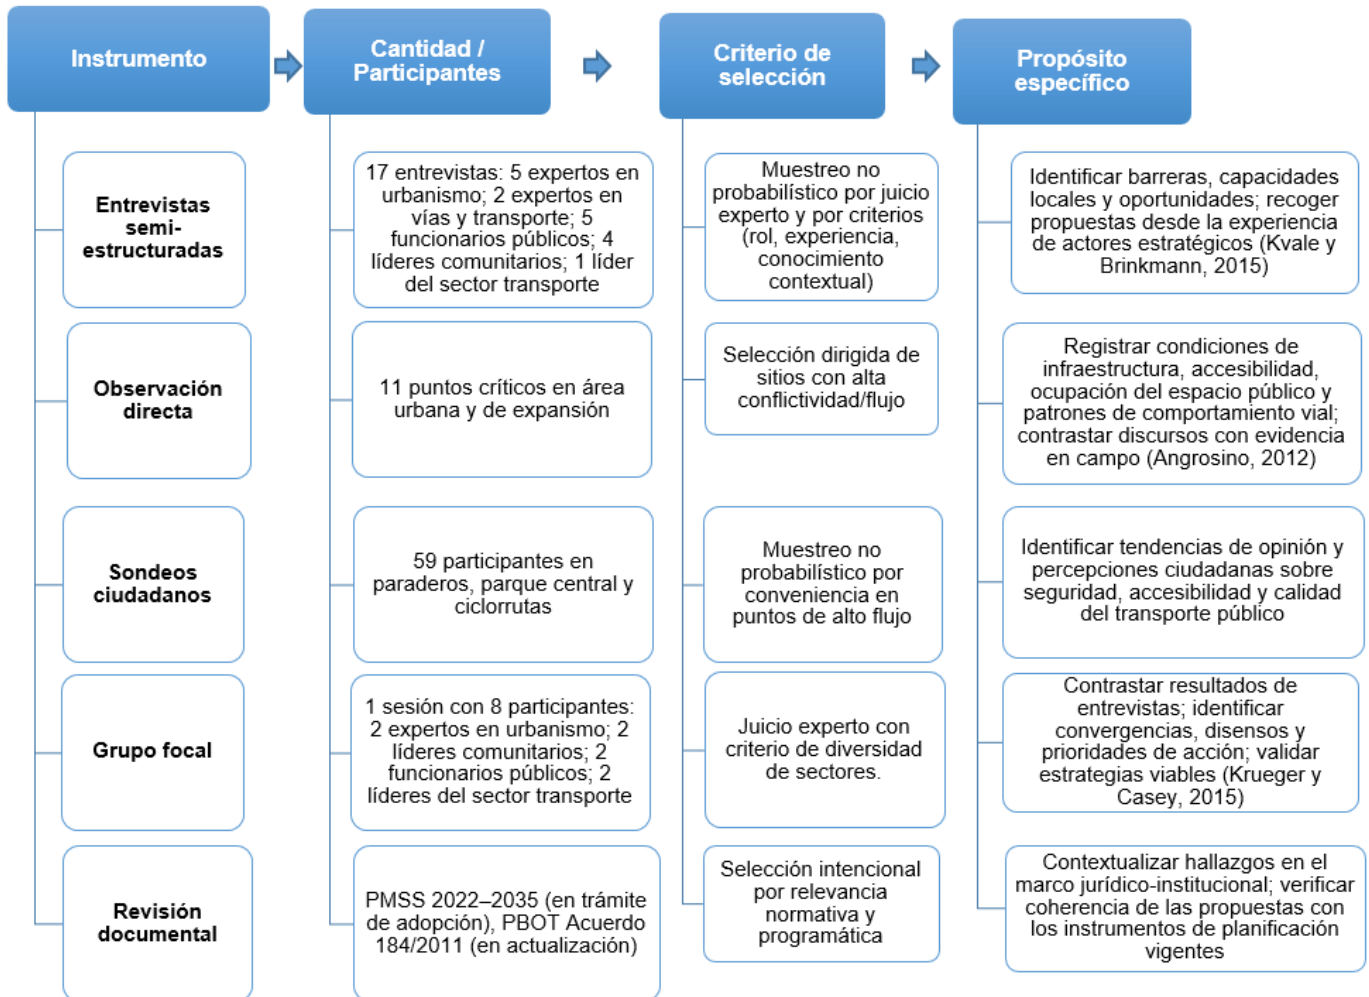 Instrumento
Cantidad /
Participantes
Criterio de
selección
Propósito
específico
Entrevistas
semi-
estructuradas
17 entrevistas: 5 expertos en
urbanismo; 2 expertos en
vías y transporte; 5
funcionarios públicos; 4
líderes comunitarios; 1 líder
del sector transporte
Muestreo no
probabilístico por juicio
experto y por criterios
(rol, experiencia,
conocimiento
contextual)
Identificar barreras, capacidades
locales y oportunidades; recoger
propuestas desde la experiencia
de actores estratégicos (Kvale y
Brinkmann, 2015)
Observación
directa
11 puntos críticos en área
urbana y de expansión
Selección dirigida de
sitios con alta
conflictividad/flujo
Registrar condiciones de
infraestructura, accesibilidad,
ocupación del espacio público y
patrones de comportamiento vial;
contrastar discursos con evidencia
en campo (Angrosino, 2012)
Sondeos
ciudadanos
59 participantes en
paraderos, parque central y
ciclorrutas
Muestreo no
probabilístico por
conveniencia en
puntos de alto flujo
Identificar tendencias de opinión y
percepciones ciudadanas sobre
seguridad, accesibilidad y calidad
del transporte público
Grupo focal
1 sesión con 8 participantes:
2 expertos en urbanismo; 2
líderes comunitarios; 2
funcionarios públicos; 2
líderes del sector transporte
Juicio experto con
criterio de diversidad
de sectores.
Contrastar resultados de
entrevistas; identificar
convergencias, disensos y
prioridades de acción; validar
estrategias viables (Krueger y
Casey, 2015)
Revisión
documental
PMSS 2022–2035 (en trámite
de adopción), PBOT Acuerdo
184/2011 (en actualización)
Selección intencional
por relevancia
normativa y
programática
Contextualizar hallazgos en el
marco jurídico-institucional; verificar
coherencia de las propuestas con
los instrumentos de planificación
vigentes